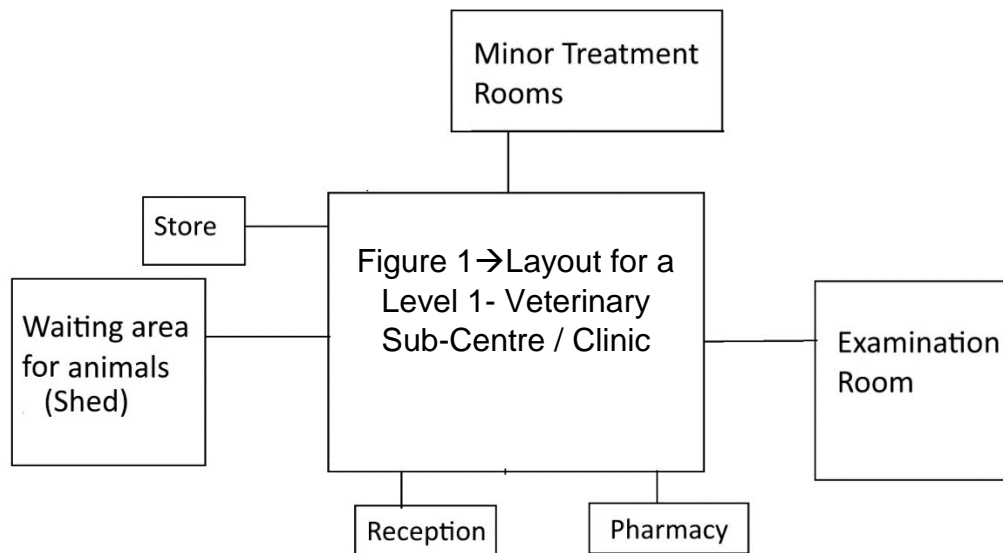 Minor Treatment
Rooms
Store
Figure 1→Layout for a
Level 1- Veterinary
Sub-Centre / Clinic
Waiting area
for animals
(Shed)
Examination
Room
Reception
Pharmacy